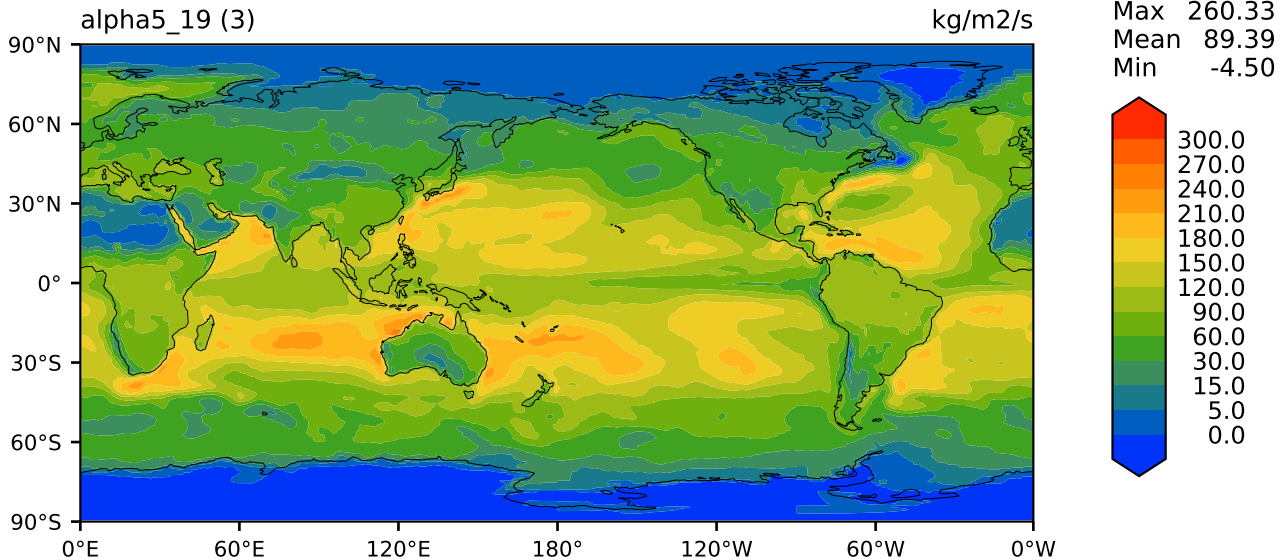 alpha5_19 (3)
kg/m2/s
Max 260.33
Mean 89.39
Min -4.50
90°N
60°N
30°N
0°
30°S
60°S
90°S
0°E 60°E 120°E 180° 120°W 60°W 0°W
300.0
270.0
240.0
210.0
180.0
150.0
120.0
90.0
60.0
30.0
15.0
5.0
0.0